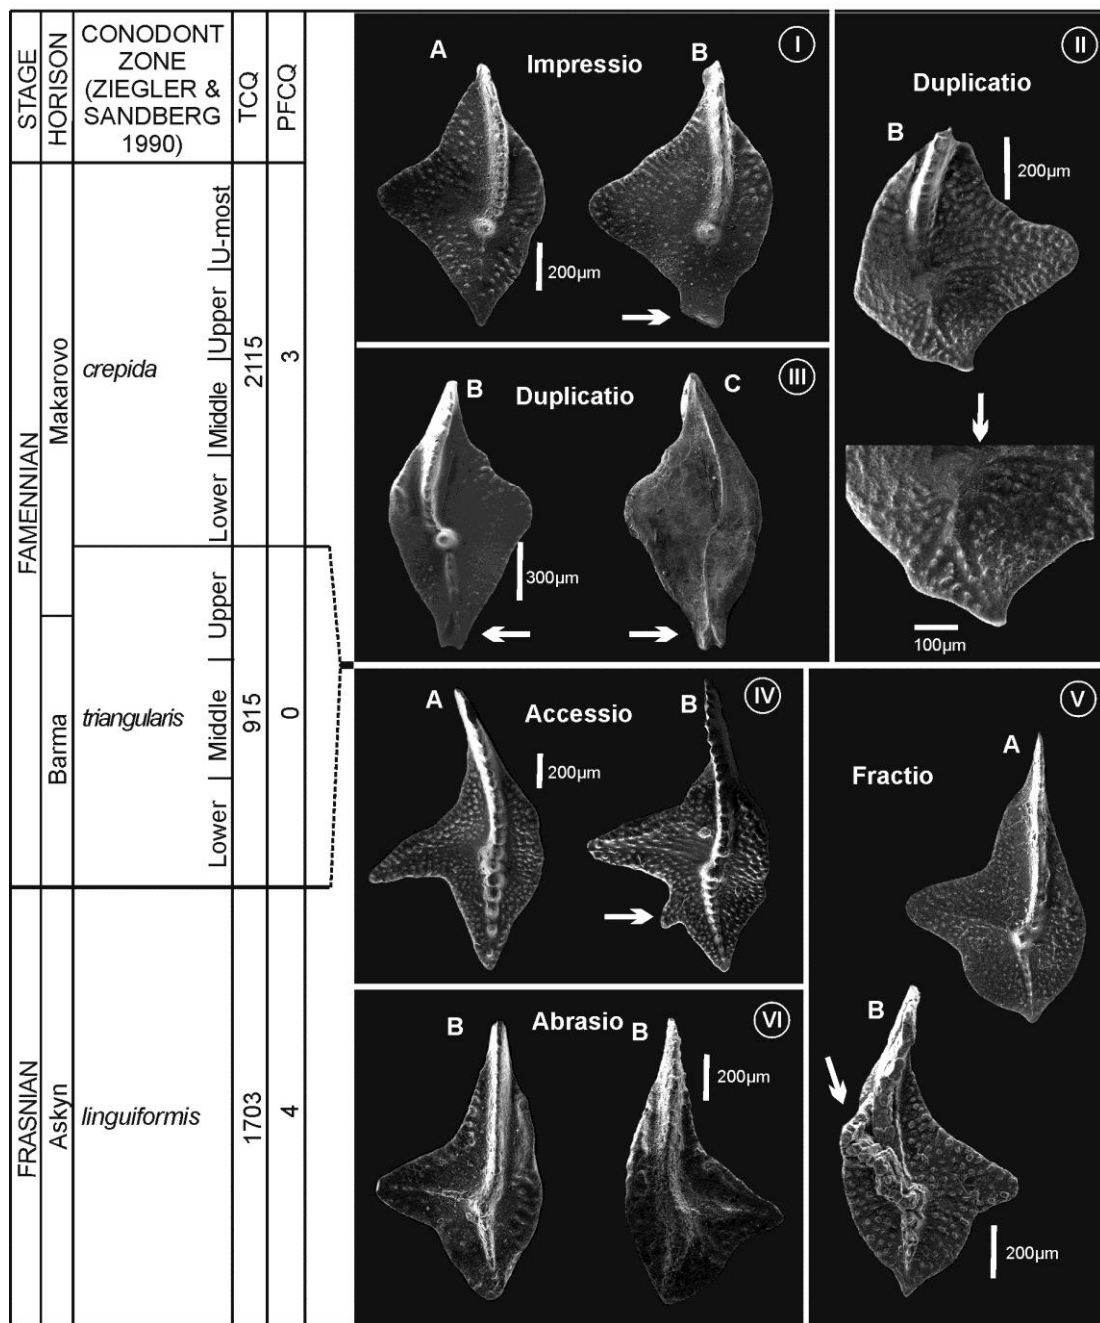 STAGE
HORISON
CONODONT
ZONE
(ZIEGLER &
SANDBERG
1990)
TCQ
PFCQ
FAMENNIAN
Makarovo
crepida
U-most
Upper
Middle
Lower
2115
3
Barma
triangularis
Upper
Middle
Lower
915
0
FRASNIAN
Askyn
linguiformis
1703
4
I
A
Impressio
B
200µm
II
Duplicatio
B
200µm
100µm
III
B
Duplicatio
C
300µm
IV
A
Accessio
B
200µm
V
A
Fractio
B
200µm
VI
B
Abrasio
B
200µm